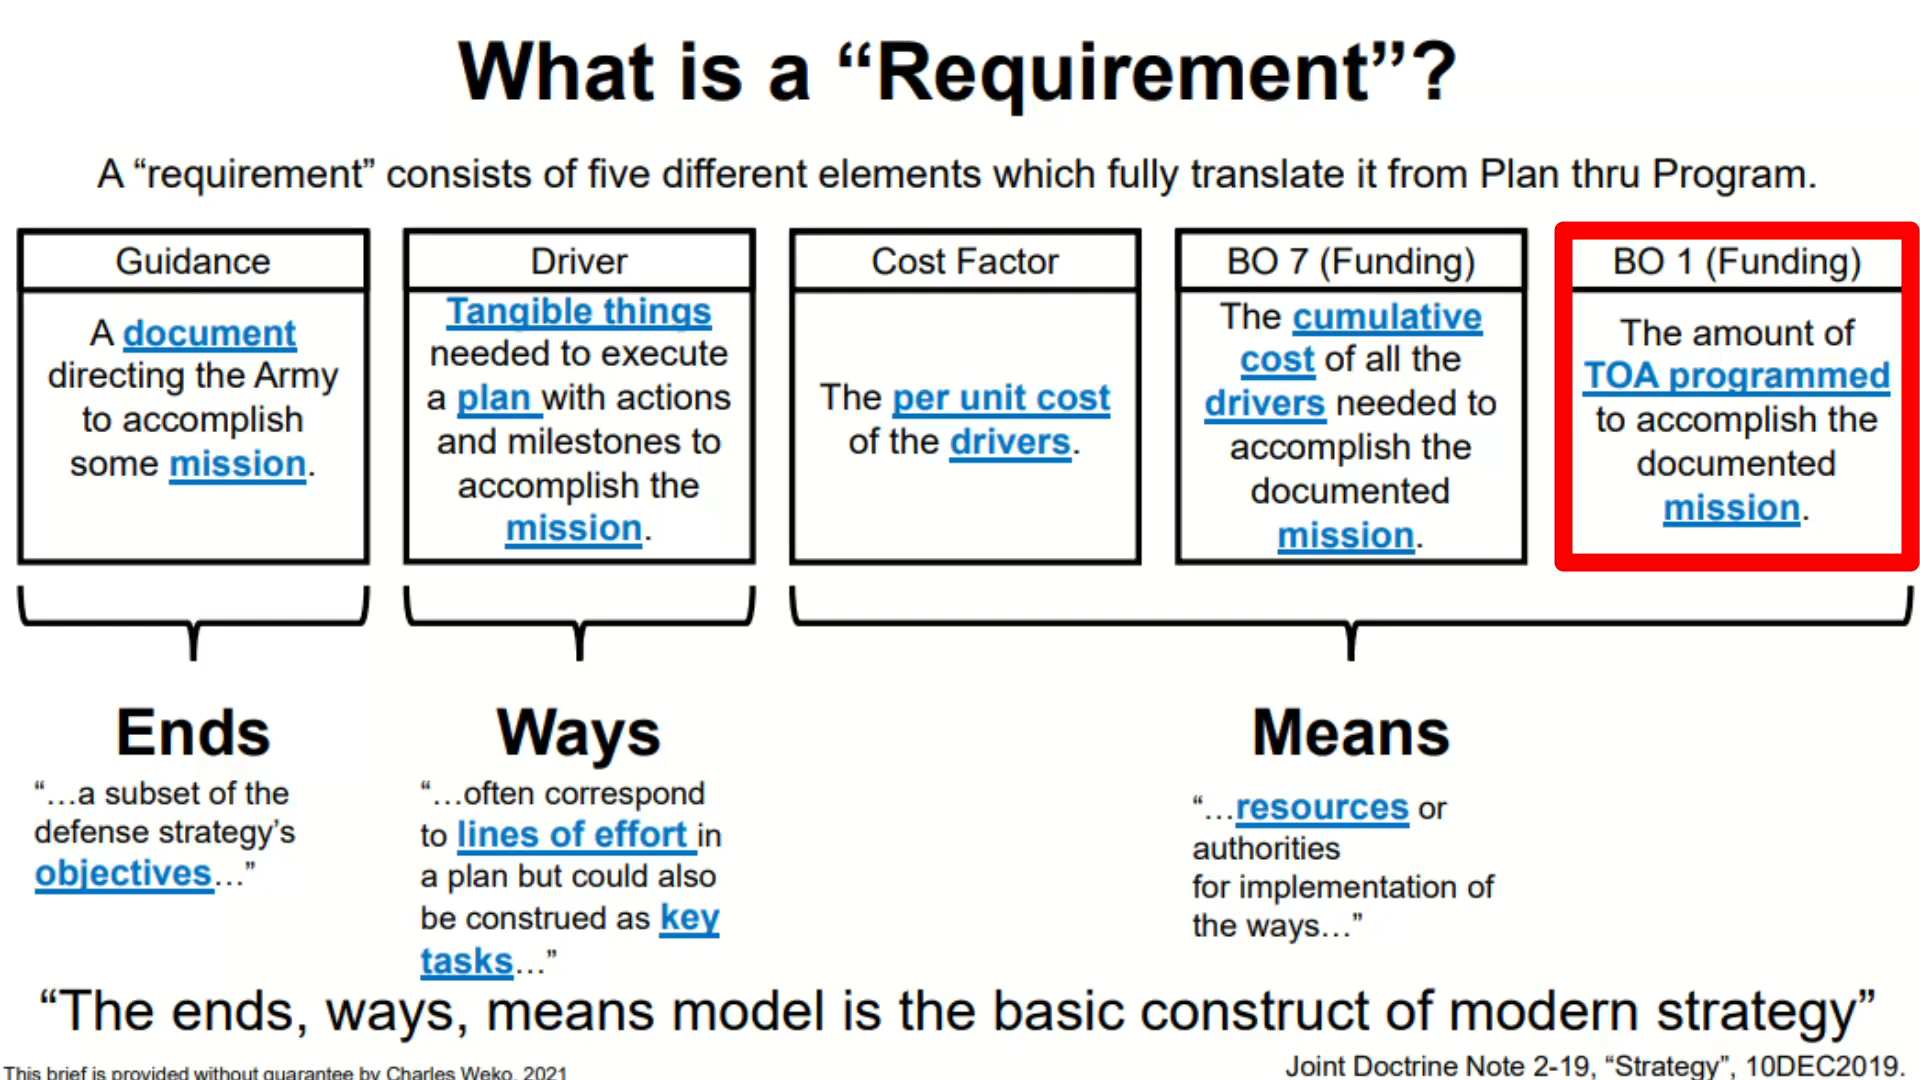 What is a “Requirement”?
A “requirement” consists of five different elements which fully translate it from Plan thru Program.
Guidance
A document
directing the Army
to accomplish
some mission.
Driver
Tangible things
needed to execute
a plan with actions
and milestones to
accomplish the
mission.
Cost Factor
The per unit cost
of the drivers.
BO 7 (Funding)
The cumulative
cost of all the
drivers needed to
accomplish the
documented
mission.
BO 1 (Funding)
The amount of
TOA programmed
to accomplish the
documented
mission.
Ends
“…a subset of the
defense strategy’s
objectives…”
Ways
“…often correspond
to lines of effort in
a plan but could also
be construed as key
tasks…”
Means
“…resources or
authorities
for implementation of
the ways…”
“The ends, ways, means model is the basic construct of modern strategy”
Joint Doctrine Note 2-19, “Strategy”, 10DEC2019.
This brief is provided without guarantee by Charles Weko, 2021